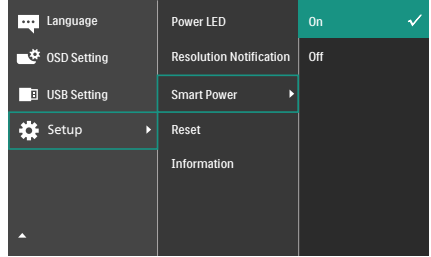 Language
OSD Setting
USB Setting
Setup
Power LED
Resolution Notification
Smart Power
Reset
Information
On
Off